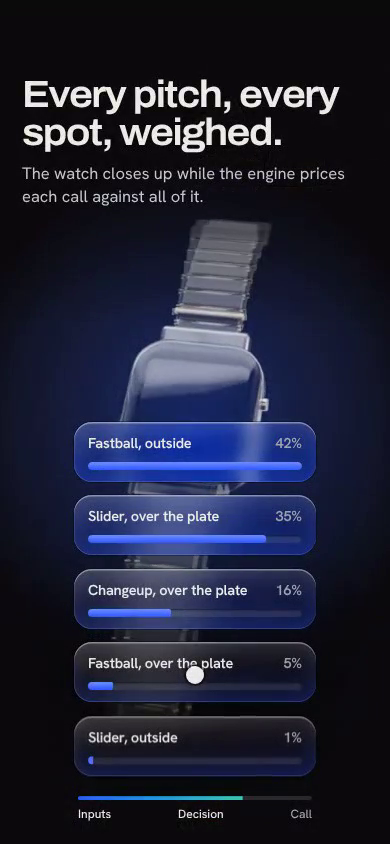 Every pitch, every
spot, weighed.
The watch closes up while the engine prices
each call against all of it.
Fastball, outside 42%
Slider, over the plate 35%
Changeup, over the plate 16%
Fastball, over the plate 5%
Slider, outside 1%
Inputs Decision Call